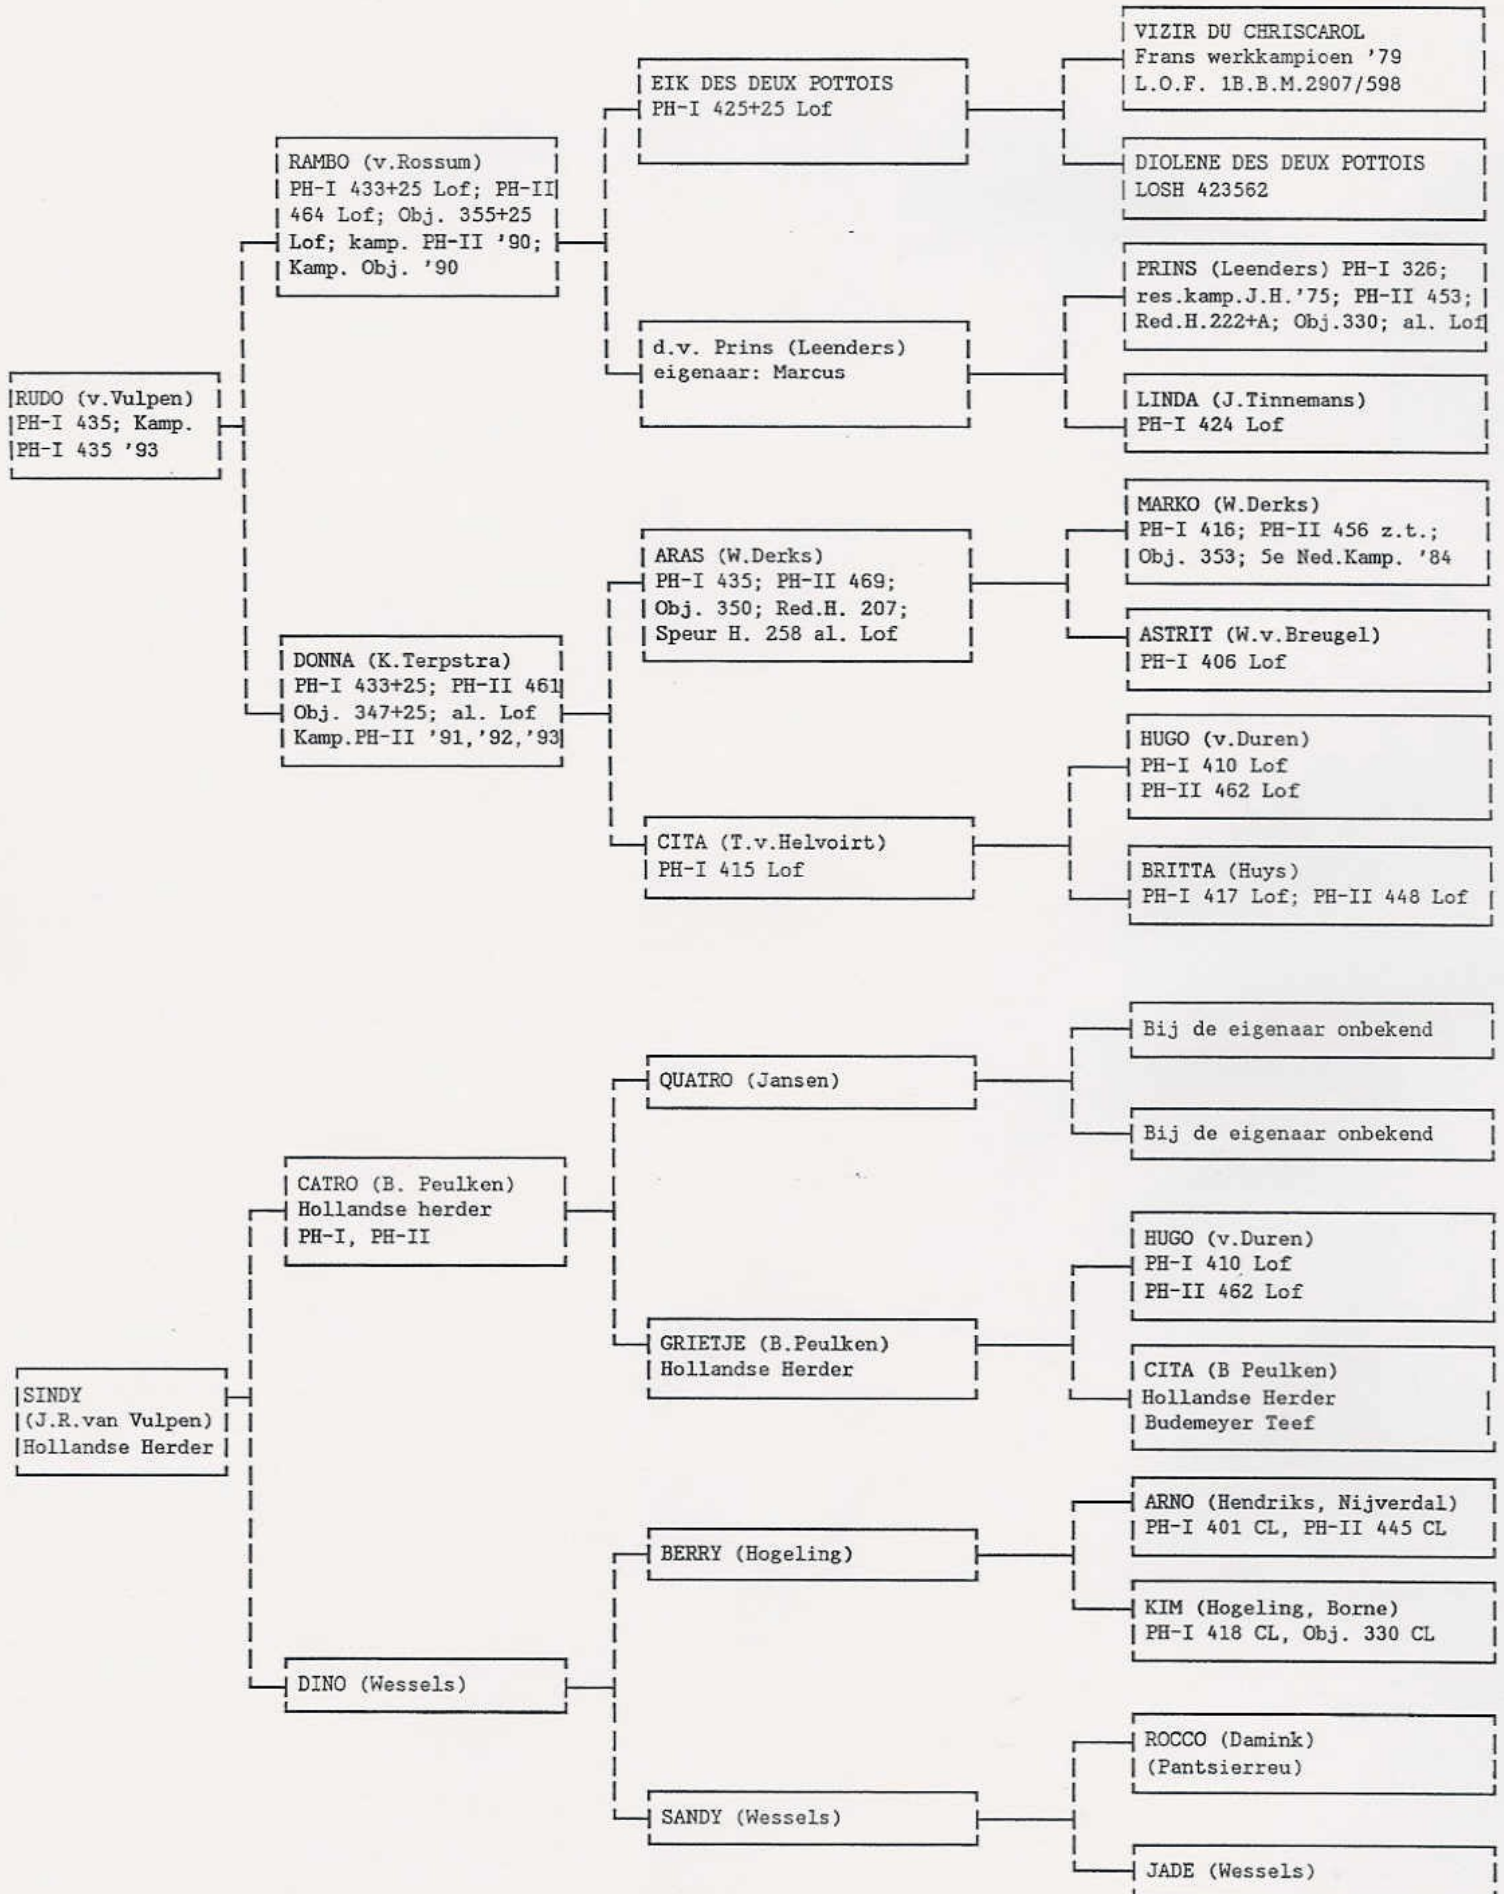 VIZIR DU CHRISCAROL
Frans werkkampioen '79
L.O.F. 1B.B.M.2907/598
EIK DES DEUX POTTOIS
PH-I 425+25 Lof
DIOLENE DES DEUX POTTOIS
LOSH 423562
RAMBO (v.Rossum)
PH-I 433+25 Lof; PH-II
464 Lof; Obj. 355+25
Lof; kamp. PH-II '90;
Kamp. Obj. '90
PRINS (Leenders) PH-I 326;
res.kamp.J.H.'75; PH-II 453;
Red.H.222+A; Obj.330; al. Lof
d.v. Prins (Leenders)
eigenaar: Marcus
LINDA (J.Tinnemans)
PH-I 424 Lof
RUDO (v.Vulpen)
PH-I 435; Kamp.
PH-I 435 '93
MARKO (W.Derks)
PH-I 416; PH-II 456 z.t.;
Obj. 353; 5e Ned.Kamp. '84
ARAS (W.Derks)
PH-I 435; PH-II 469;
Obj. 350; Red.H. 207;
Speur H. 258 al. Lof
ASTRIT (W.v.Breugel)
PH-I 406 Lof
DONNA (K.Terpstra)
PH-I 433+25; PH-II 461
Obj. 347+25; al. Lof
Kamp.PH-II '91,'92,'93
HUGO (v.Duren)
PH-I 410 Lof
PH-II 462 Lof
CITA (T.v.Helvoirt)
PH-I 415 Lof
BRITTA (Huys)
PH-I 417 Lof; PH-II 448 Lof
Bij de eigenaar onbekend
QUATRO (Jansen)
Bij de eigenaar onbekend
CATRO (B. Peulken)
Hollandse herder
PH-I, PH-II
HUGO (v.Duren)
PH-I 410 Lof
PH-II 462 Lof
GRIETJE (B.Peulken)
Hollandse Herder
CITA (B Peulken)
Hollandse Herder
Budemeyer Teef
SINDY
(J.R.van Vulpen)
Hollandse Herder
ARNO (Hendriks, Nijverdal)
PH-I 401 CL, PH-II 445 CL
BERRY (Hogeling)
KIM (Hogeling, Borne)
PH-I 418 CL, Obj. 330 CL
DINO (Wessels)
ROCCO (Damink)
(Pantsierreu)
SANDY (Wessels)
JADE (Wessels)